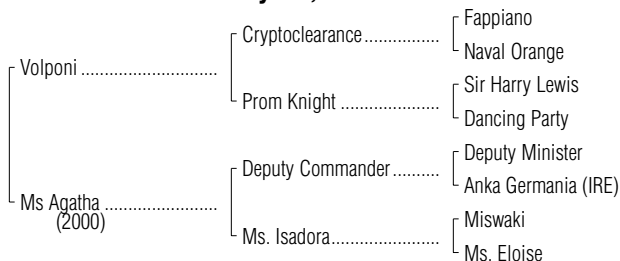 Fappiano
Cryptoclearance................
Naval Orange
Volponi .............................
Sir Harry Lewis
Prom Knight .....................
Dancing Party
Deputy Minister
Deputy Commander..........
Anka Germania (IRE)
Ms Agatha ........................
(2000)
Miswaki
Ms. Isadora.......................
Ms. Eloise